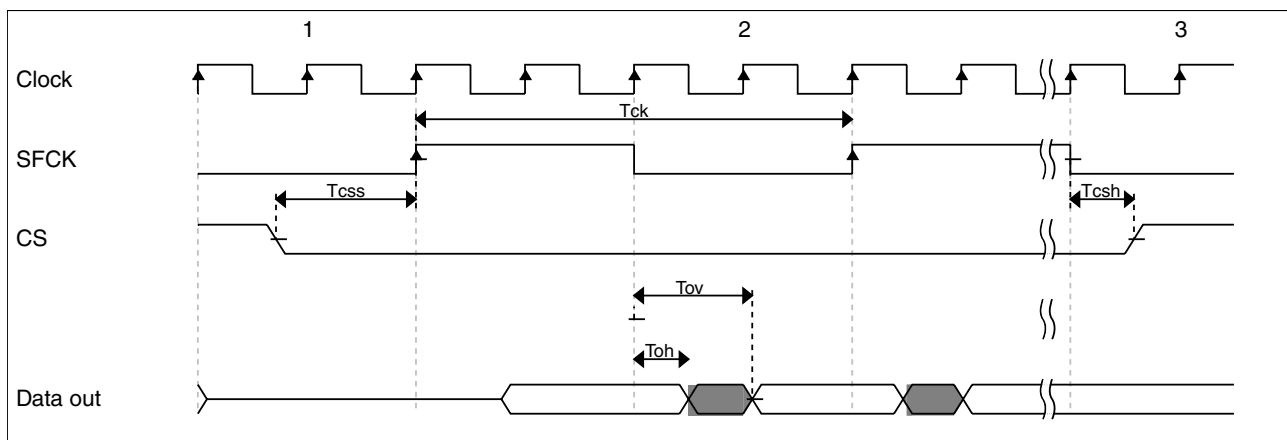 1 2 3
Clock
Tck
SFCK
Tcss Tcsh
CS
Tov
Toh
Data out